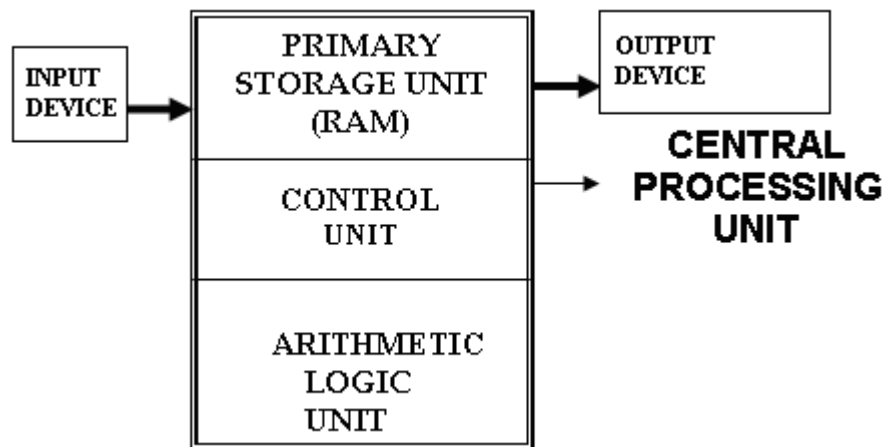 INPUT
DEVICE
PRIMARY
STORAGE UNIT
(RAM)
CONTROL
UNIT
ARITHMETIC
LOGIC
UNIT
OUTPUT
DEVICE
CENTRAL
PROCESSING
UNIT